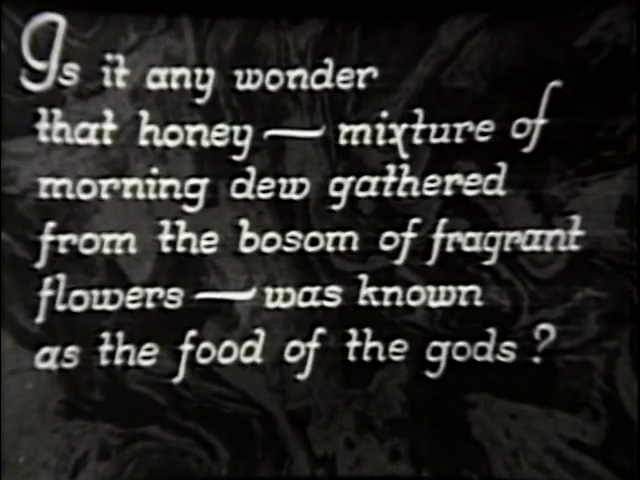 Is it any wonder
that honey — mixture of
morning dew gathered
from the bosom of fragrant
flowers — was known
as the food of the gods?